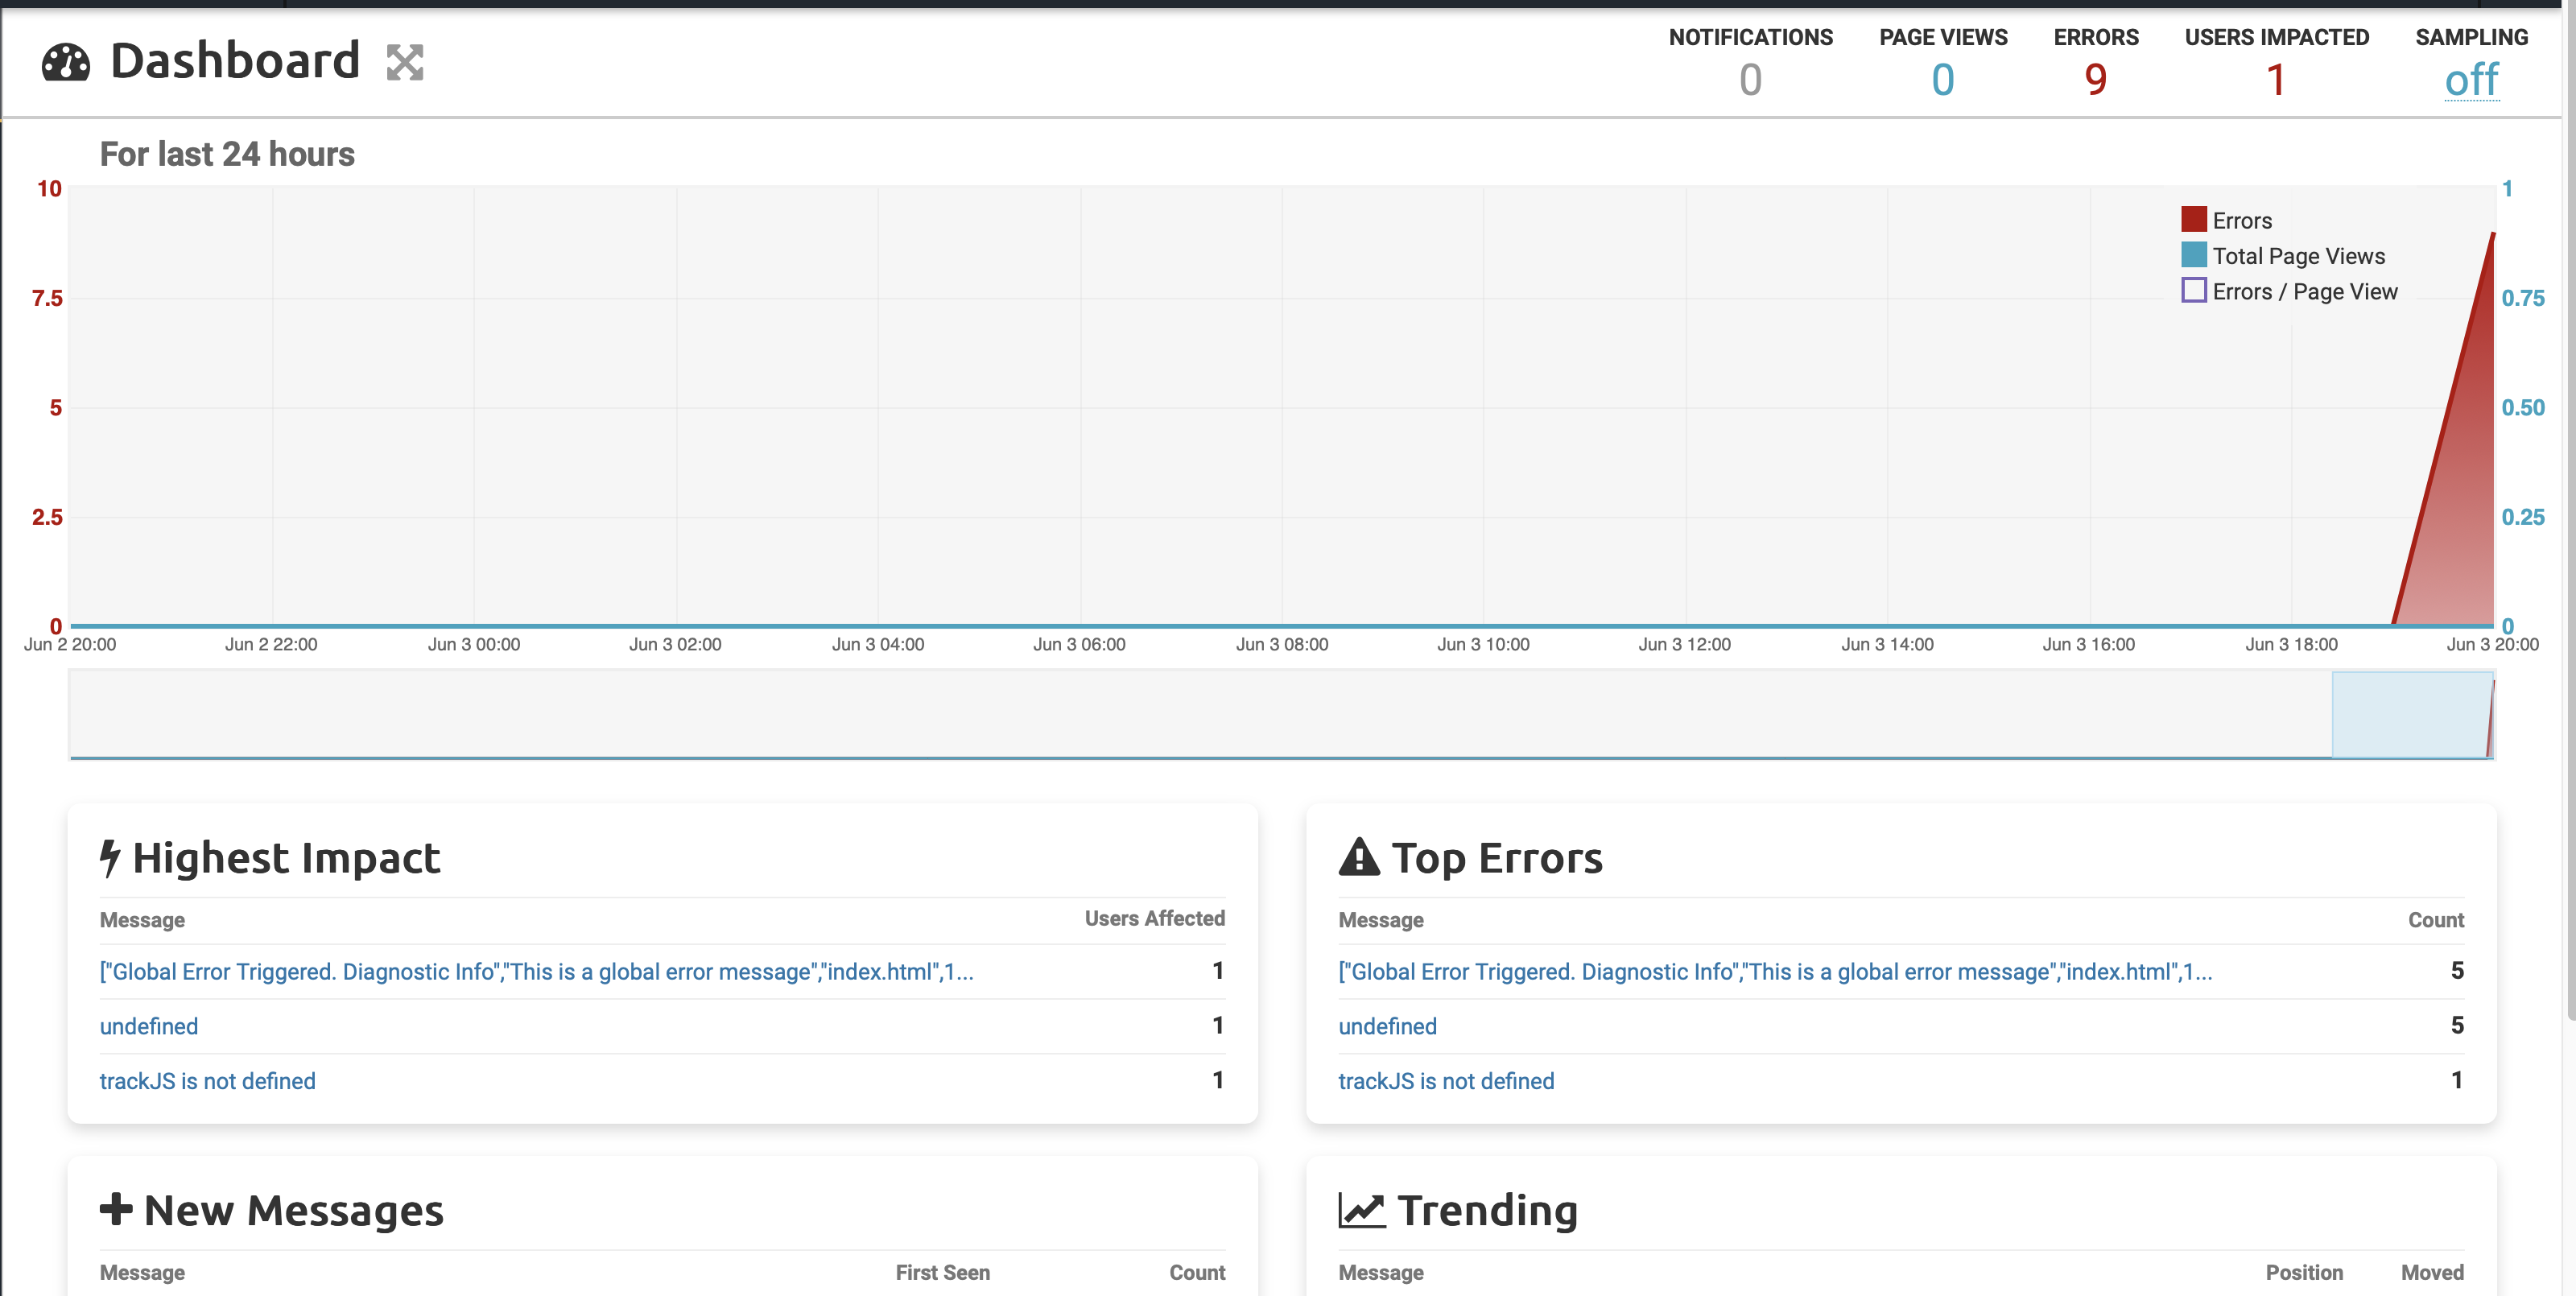 Dashboard
NOTIFICATIONS PAGE VIEWS ERRORS USERS IMPACTED SAMPLING
0 0 9 1 off
For last 24 hours
10 1
Errors
Total Page Views
Errors / Page View
7.5 0.75
5 0.50
2.5 0.25
0 0
Jun 2 20:00 Jun 2 22:00 Jun 3 00:00 Jun 3 02:00 Jun 3 04:00 Jun 3 06:00 Jun 3 08:00 Jun 3 10:00 Jun 3 12:00 Jun 3 14:00 Jun 3 16:00 Jun 3 18:00 Jun 3 20:00
Highest Impact
Message Users Affected
["Global Error Triggered. Diagnostic Info","This is a global error message","index.html",1... 1
undefined 1
trackJS is not defined 1
Top Errors
Message Count
["Global Error Triggered. Diagnostic Info","This is a global error message","index.html",1... 5
undefined 5
trackJS is not defined 1
New Messages
Message First Seen Count
Trending
Message Position Moved